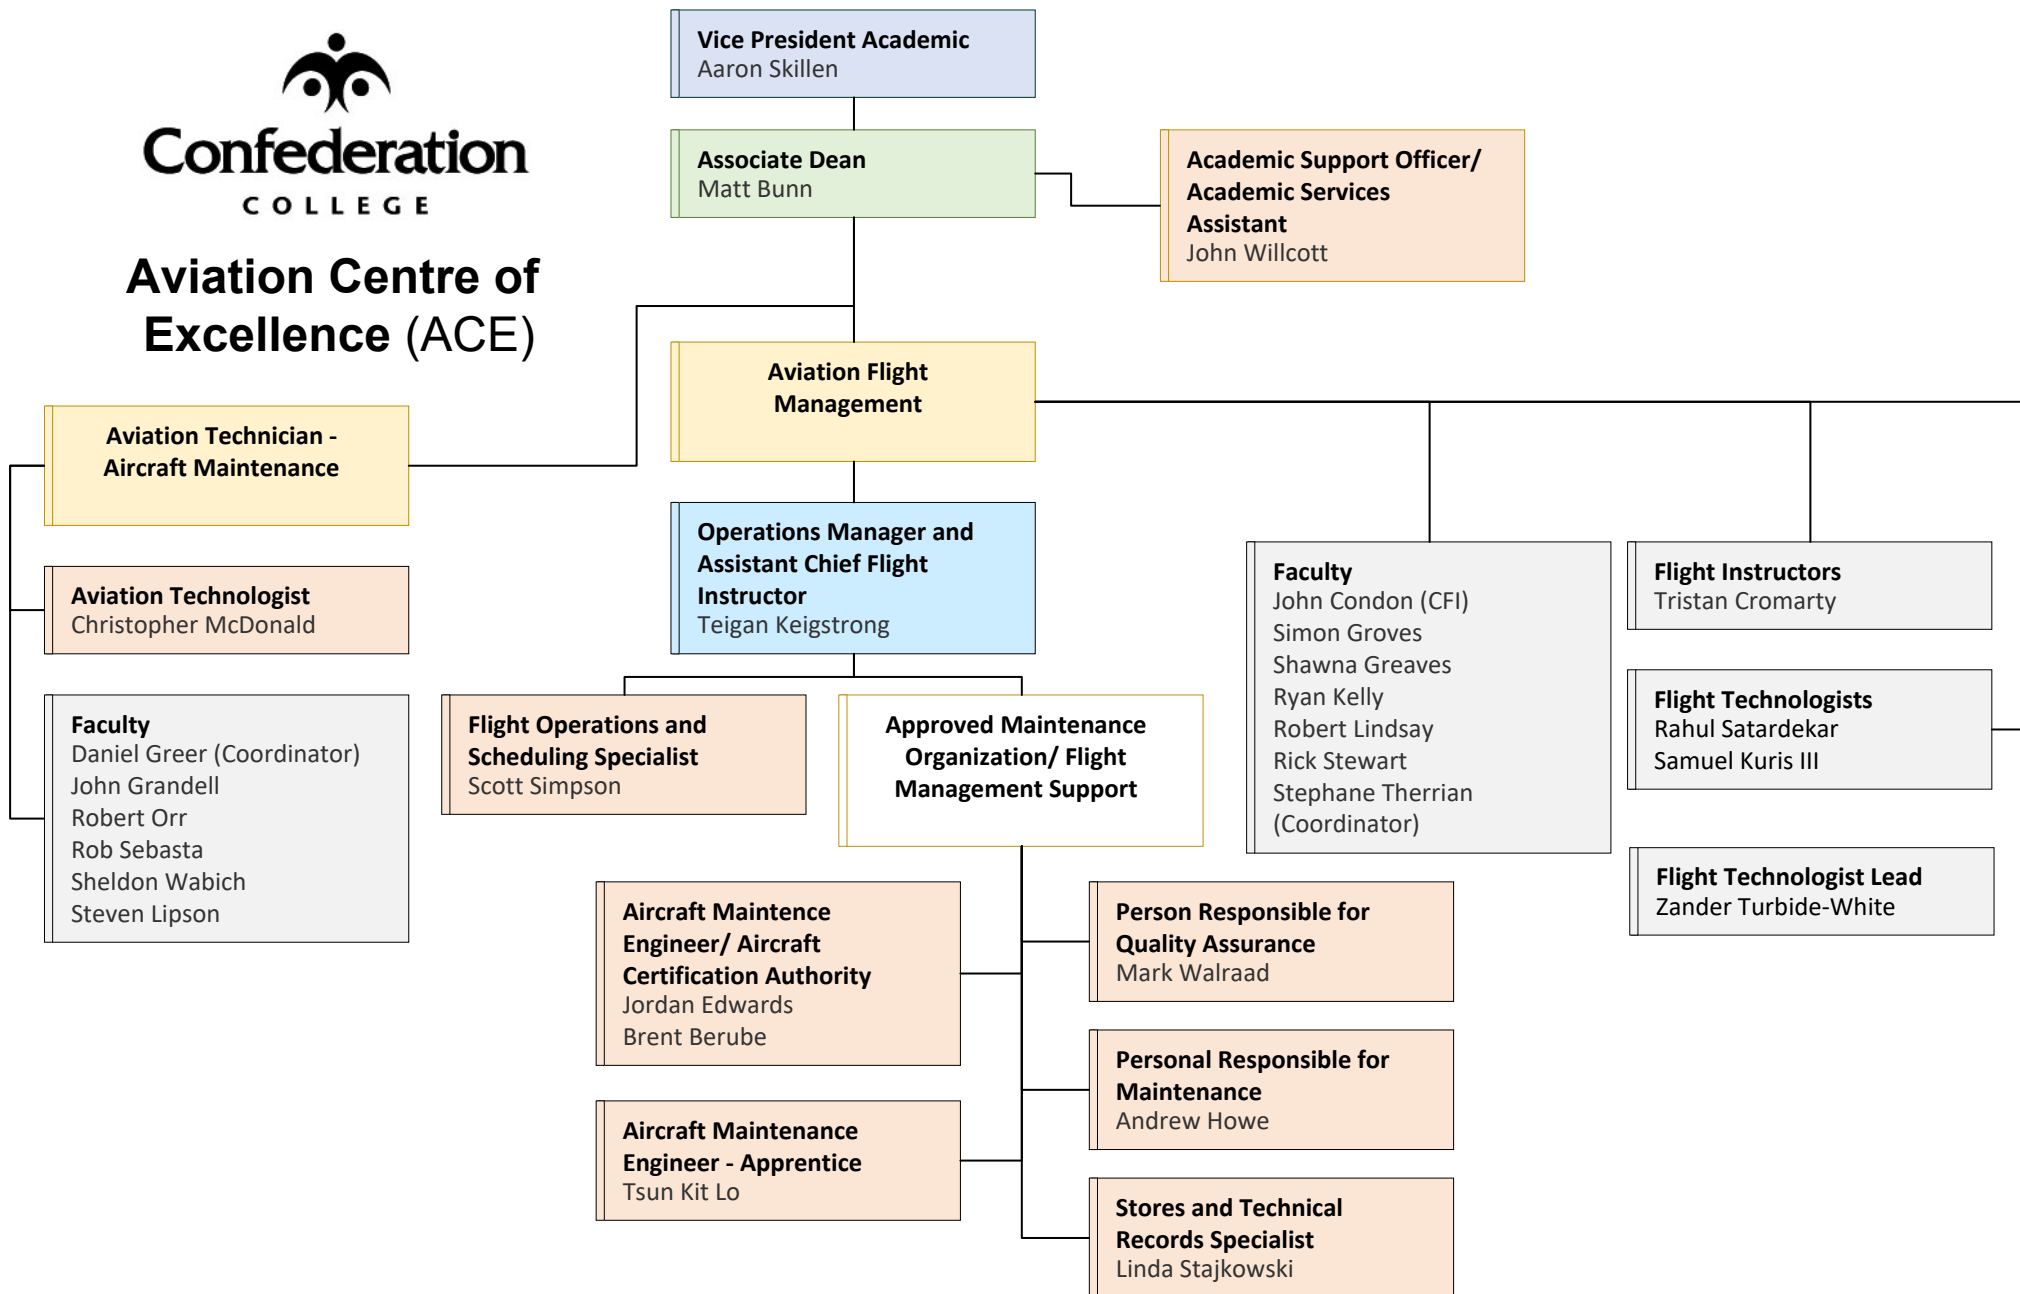 Confederation
COLLEGE
Aviation Centre of
Excellence (ACE)
Vice President Academic
Aaron Skillen
Associate Dean
Matt Bunn
Academic Support Officer/
Academic Services
Assistant
John Willcott
Aviation Flight
Management
Aviation Technician -
Aircraft Maintenance
Aviation Technologist
Christopher McDonald
Faculty
Daniel Greer (Coordinator)
John Grandell
Robert Orr
Rob Sebasta
Sheldon Wabich
Steven Lipson
Operations Manager and
Assistant Chief Flight
Instructor
Teigan Keigstrong
Flight Operations and
Scheduling Specialist
Scott Simpson
Approved Maintenance
Organization/ Flight
Management Support
Aircraft Maintence
Engineer/ Aircraft
Certification Authority
Jordan Edwards
Brent Berube
Aircraft Maintenance
Engineer - Apprentice
Tsun Kit Lo
Person Responsible for
Quality Assurance
Mark Walraad
Personal Responsible for
Maintenance
Andrew Howe
Stores and Technical
Records Specialist
Linda Stajkowski
Faculty
John Condon (CFI)
Simon Groves
Shawna Greaves
Ryan Kelly
Robert Lindsay
Rick Stewart
Stephane Therrian
(Coordinator)
Flight Instructors
Tristan Cromarty
Flight Technologists
Rahul Satardekar
Samuel Kuris III
Flight Technologist Lead
Zander Turbide-White